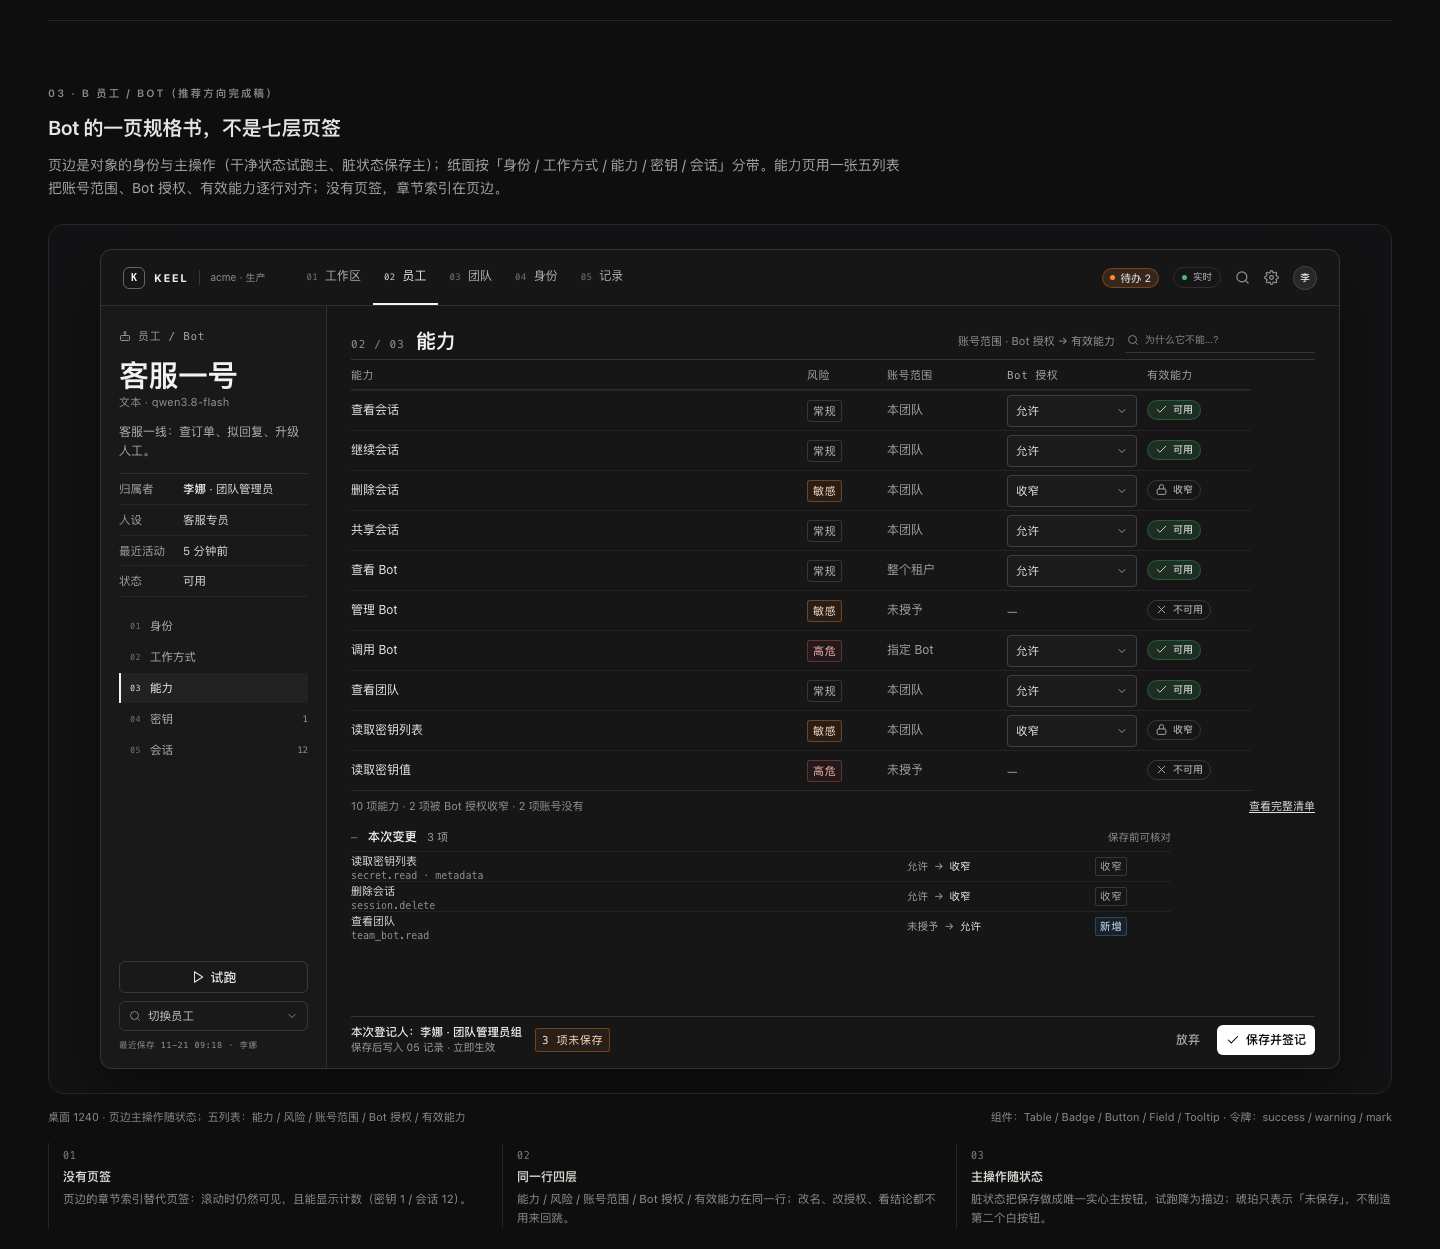 03 · B 员工 / BOT（推荐方向完成稿）
Bot 的一页规格书，不是七层页签
页边是对象的身份与主操作（干净状态试跑主、脏状态保存主）；纸面按「身份 / 工作方式 / 能力 / 密钥 / 会话」分带。能力页用一张五列表
把账号范围、Bot 授权、有效能力逐行对齐；没有页签，章节索引在页边。
K KEEL acme · 生产 01 工作区 02 员工 03 团队 04 身份 05 记录 待办 2 实时 李
员工 / Bot
客服一号
文本 · qwen3.8-flash
客服一线：查订单、拟回复、升级
人工。
归属者 李娜 · 团队管理员
人设 客服专员
最近活动 5 分钟前
状态 可用
01 身份
02 工作方式
03 能力
04 密钥 1
05 会话 12
试跑
切换员工
最近保存 11-21 09:18 · 李娜
02 / 03 能力 账号范围 · Bot 授权 → 有效能力 为什么它不能…?
能力 风险 账号范围 Bot 授权 有效能力
查看会话 常规 本团队 允许 可用
继续会话 常规 本团队 允许 可用
删除会话 敏感 本团队 收窄 收窄
共享会话 常规 本团队 允许 可用
查看 Bot 常规 整个租户 允许 可用
管理 Bot 敏感 未授予 — 不可用
调用 Bot 高危 指定 Bot 允许 可用
查看团队 常规 本团队 允许 可用
读取密钥列表 敏感 本团队 收窄 收窄
读取密钥值 高危 未授予 — 不可用
10 项能力 · 2 项被 Bot 授权收窄 · 2 项账号没有 查看完整清单
— 本次变更 3 项 保存前可核对
读取密钥列表 允许 → 收窄 收窄
secret.read · metadata
删除会话 允许 → 收窄 收窄
session.delete
查看团队 未授予 → 允许 新增
team_bot.read
本次登记人：李娜 · 团队管理员组 3 项未保存 放弃 保存并签记
保存后写入 05 记录 · 立即生效
桌面 1240 · 页边主操作随状态；五列表：能力 / 风险 / 账号范围 / Bot 授权 / 有效能力 组件：Table / Badge / Button / Field / Tooltip · 令牌：success / warning / mark
01
没有页签
页边的章节索引替代页签：滚动时仍然可见，且能显示计数（密钥 1 / 会话 12）。
02
同一行四层
能力 / 风险 / 账号范围 / Bot 授权 / 有效能力在同一行；改名、改授权、看结论都不
用来回跳。
03
主操作随状态
脏状态把保存做成唯一实心主按钮，试跑降为描边；琥珀只表示「未保存」，不制造
第二个白按钮。